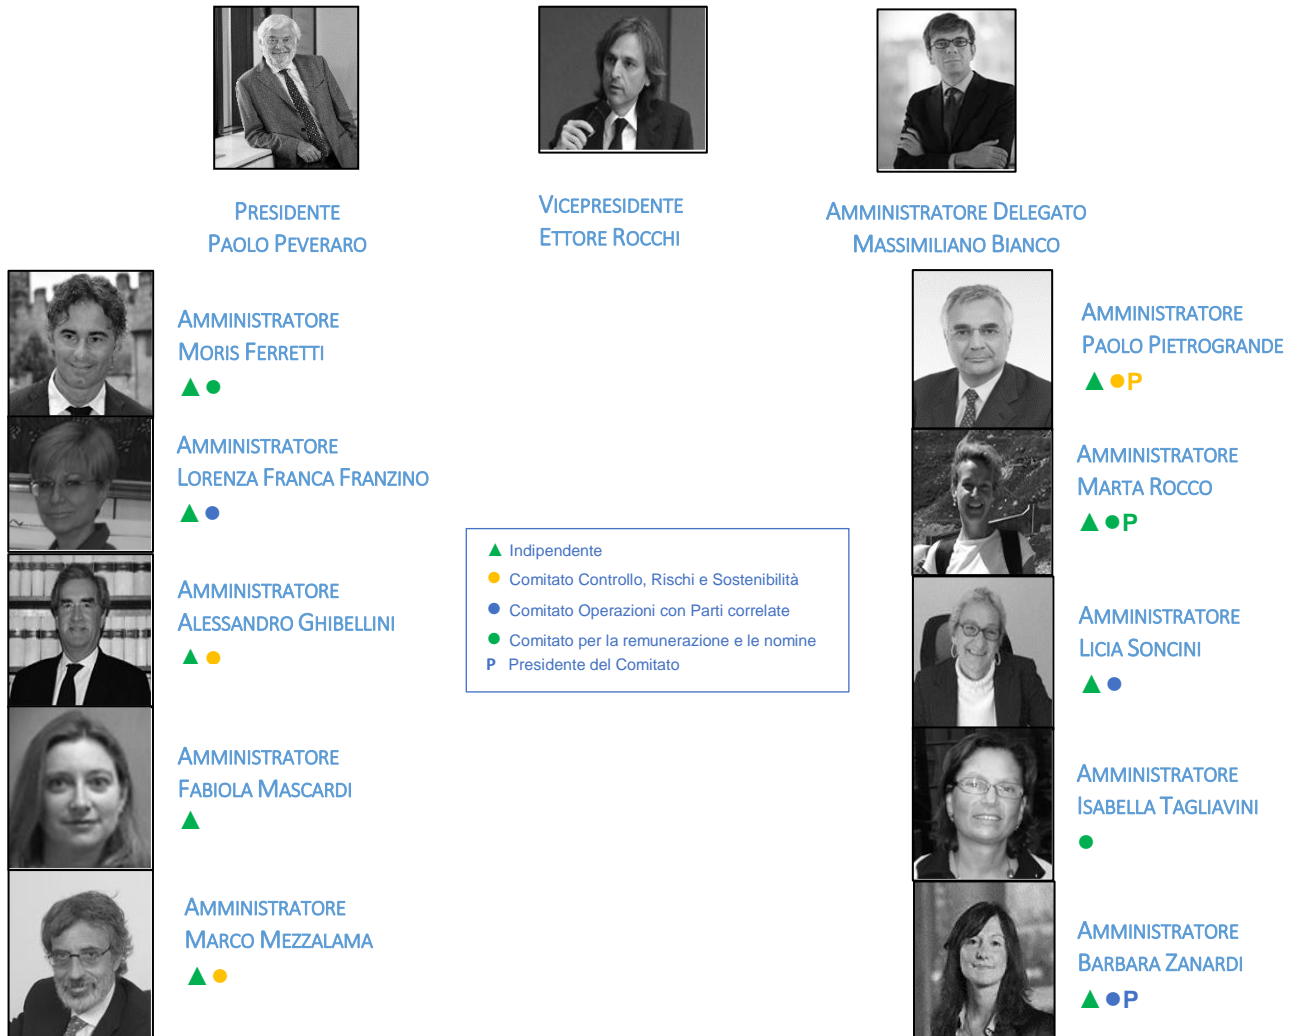 PRESIDENTE
PAOLO PEVERARO
VICEPRESIDENTE
ETTORE ROCCHI
AMMINISTRATORE DELEGATO
MASSIMILIANO BIANCO
AMMINISTRATORE
MORIS FERRETTI
▲ ●
AMMINISTRATORE
LORENZA FRANCA FRANZINO
▲ ●
AMMINISTRATORE
ALESSANDRO GHIBELLINI
▲ ●
AMMINISTRATORE
FABIOLA MASCARDI
▲
AMMINISTRATORE
MARCO MEZZALAMA
▲ ●
▲ Indipendente
● Comitato Controllo, Rischi e Sostenibilità
● Comitato Operazioni con Parti correlate
● Comitato per la remunerazione e le nomine
P Presidente del Comitato
AMMINISTRATORE
PAOLO PIETROGRANDE
▲ ●P
AMMINISTRATORE
MARTA ROCCO
▲ ●P
AMMINISTRATORE
LICIA SONCINI
▲ ●
AMMINISTRATORE
ISABELLA TAGLIAVINI
●
AMMINISTRATORE
BARBARA ZANARDI
▲ ●P